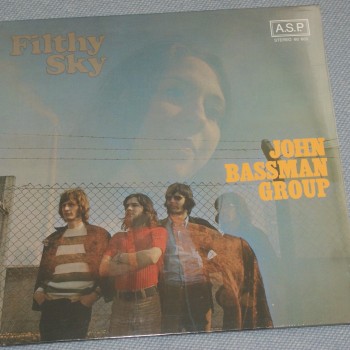 Filthy
Sky
A.S.P.
JOHN
BASSMAN
GROUP